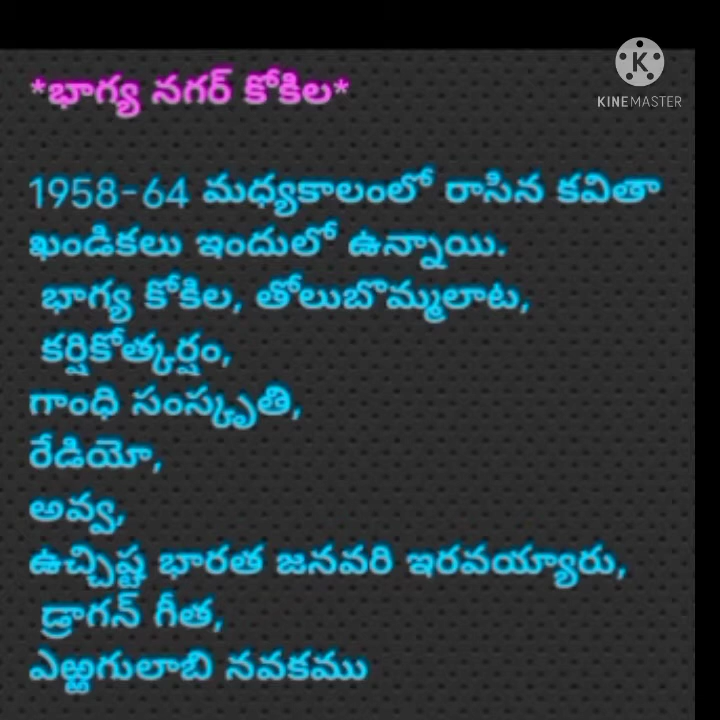 *భాగ్య నగర్ కోకిల*
KINEMASTER
1958-64 మధ్యకాలంలో రాసిన కవితా
ఖండికలు ఇందులో ఉన్నాయి.
భాగ్య కోకిల, తోలుబొమ్మలాట,
కర్షికోత్కర్షం,
గాంధి సంస్కృతి,
రేడియో,
అవ్వ,
ఉచ్చిష్ట భారత జనవరి ఇరవయ్యారు,
డ్రాగన్ గీత,
ఎఱ్ఱగులాబి నవకము